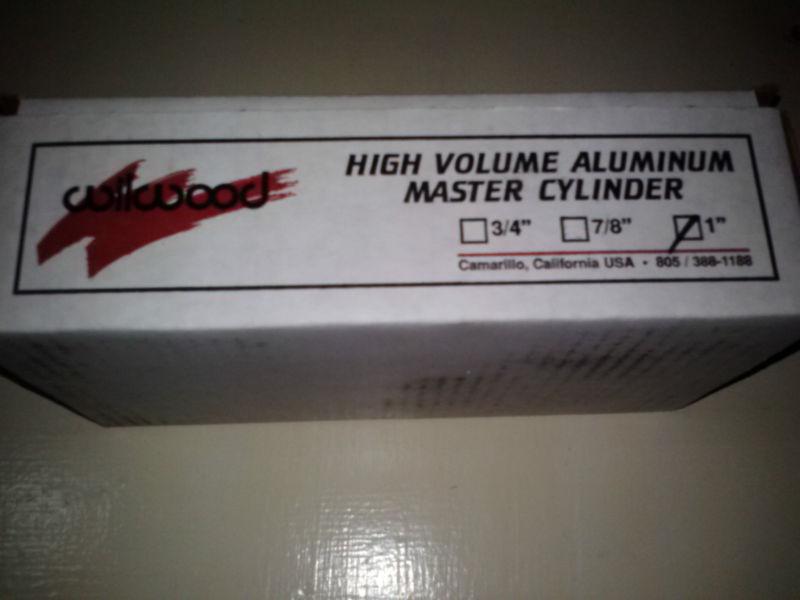 wilwood
HIGH VOLUME ALUMINUM
MASTER CYLINDER
3/4" 7/8" 1"
Camarillo, California USA • 805 / 388-1188